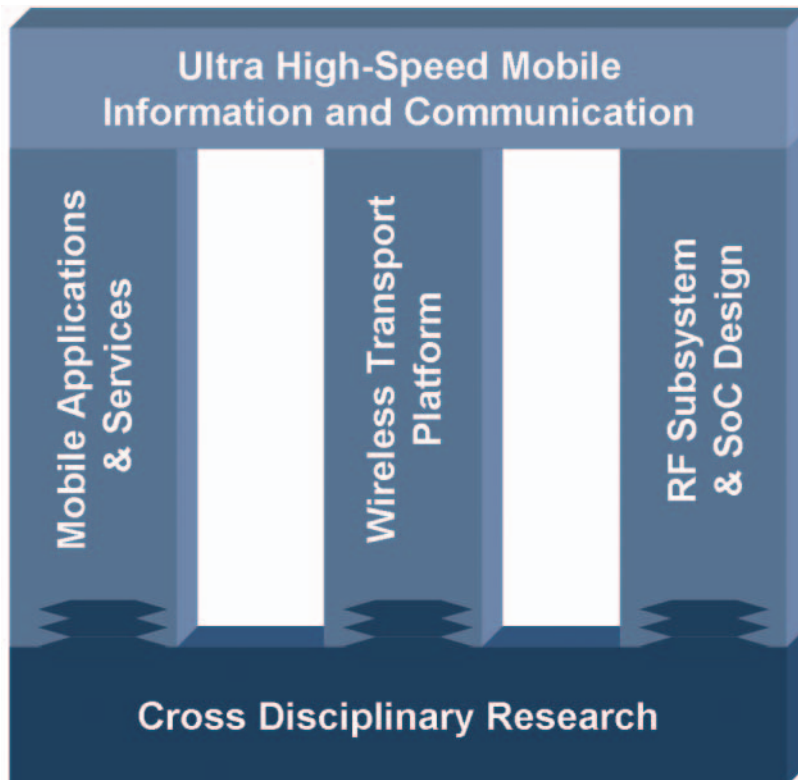 Ultra High-Speed Mobile
Information and Communication
Mobile Applications
& Services
Wireless Transport
Platform
RF Subsystem
& SoC Design
Cross Disciplinary Research